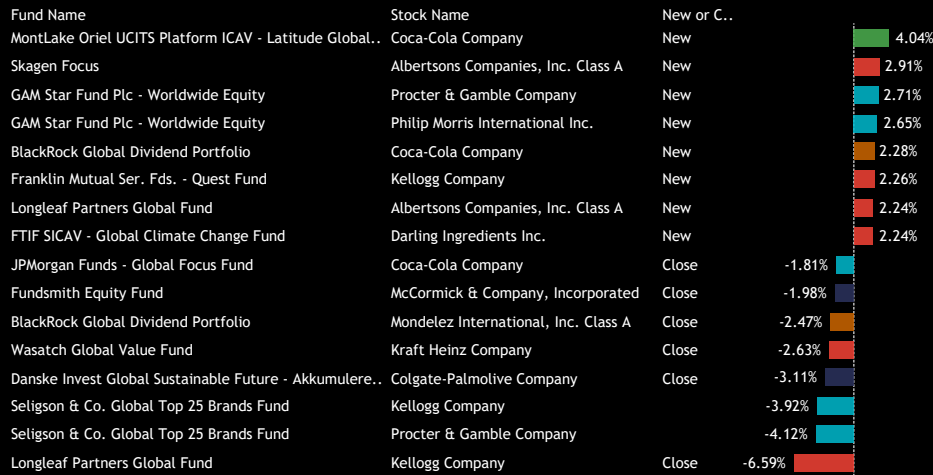 Fund Name Stock Name New or C..
MontLake Oriel UCITS Platform ICAV - Latitude Global.. Coca-Cola Company New 4.04%
Skagen Focus Albertsons Companies, Inc. Class A New 2.91%
GAM Star Fund Plc - Worldwide Equity Procter & Gamble Company New 2.71%
GAM Star Fund Plc - Worldwide Equity Philip Morris International Inc. New 2.65%
BlackRock Global Dividend Portfolio Coca-Cola Company New 2.28%
Franklin Mutual Ser. Fds. - Quest Fund Kellogg Company New 2.26%
Longleaf Partners Global Fund Albertsons Companies, Inc. Class A New 2.24%
FTIF SICAV - Global Climate Change Fund Darling Ingredients Inc. New 2.24%
JPMorgan Funds - Global Focus Fund Coca-Cola Company Close -1.81%
Fundsmith Equity Fund McCormick & Company, Incorporated Close -1.98%
BlackRock Global Dividend Portfolio Mondelez International, Inc. Class A Close -2.47%
Wasatch Global Value Fund Kraft Heinz Company Close -2.63%
Danske Invest Global Sustainable Future - Akkumulere.. Colgate-Palmolive Company Close -3.11%
Seligson & Co. Global Top 25 Brands Fund Kellogg Company -3.92%
Seligson & Co. Global Top 25 Brands Fund Procter & Gamble Company -4.12%
Longleaf Partners Global Fund Kellogg Company Close -6.59%